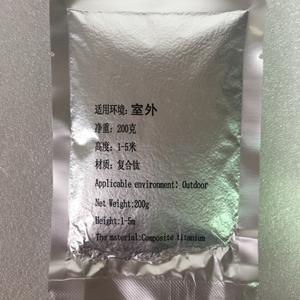 适用环境：室外
净重：200克
高度：1-5米
材质：复合钛
Applicable environment: Outdoor
Net Weight:200g
Height:1-5m
The material:Composite titanium